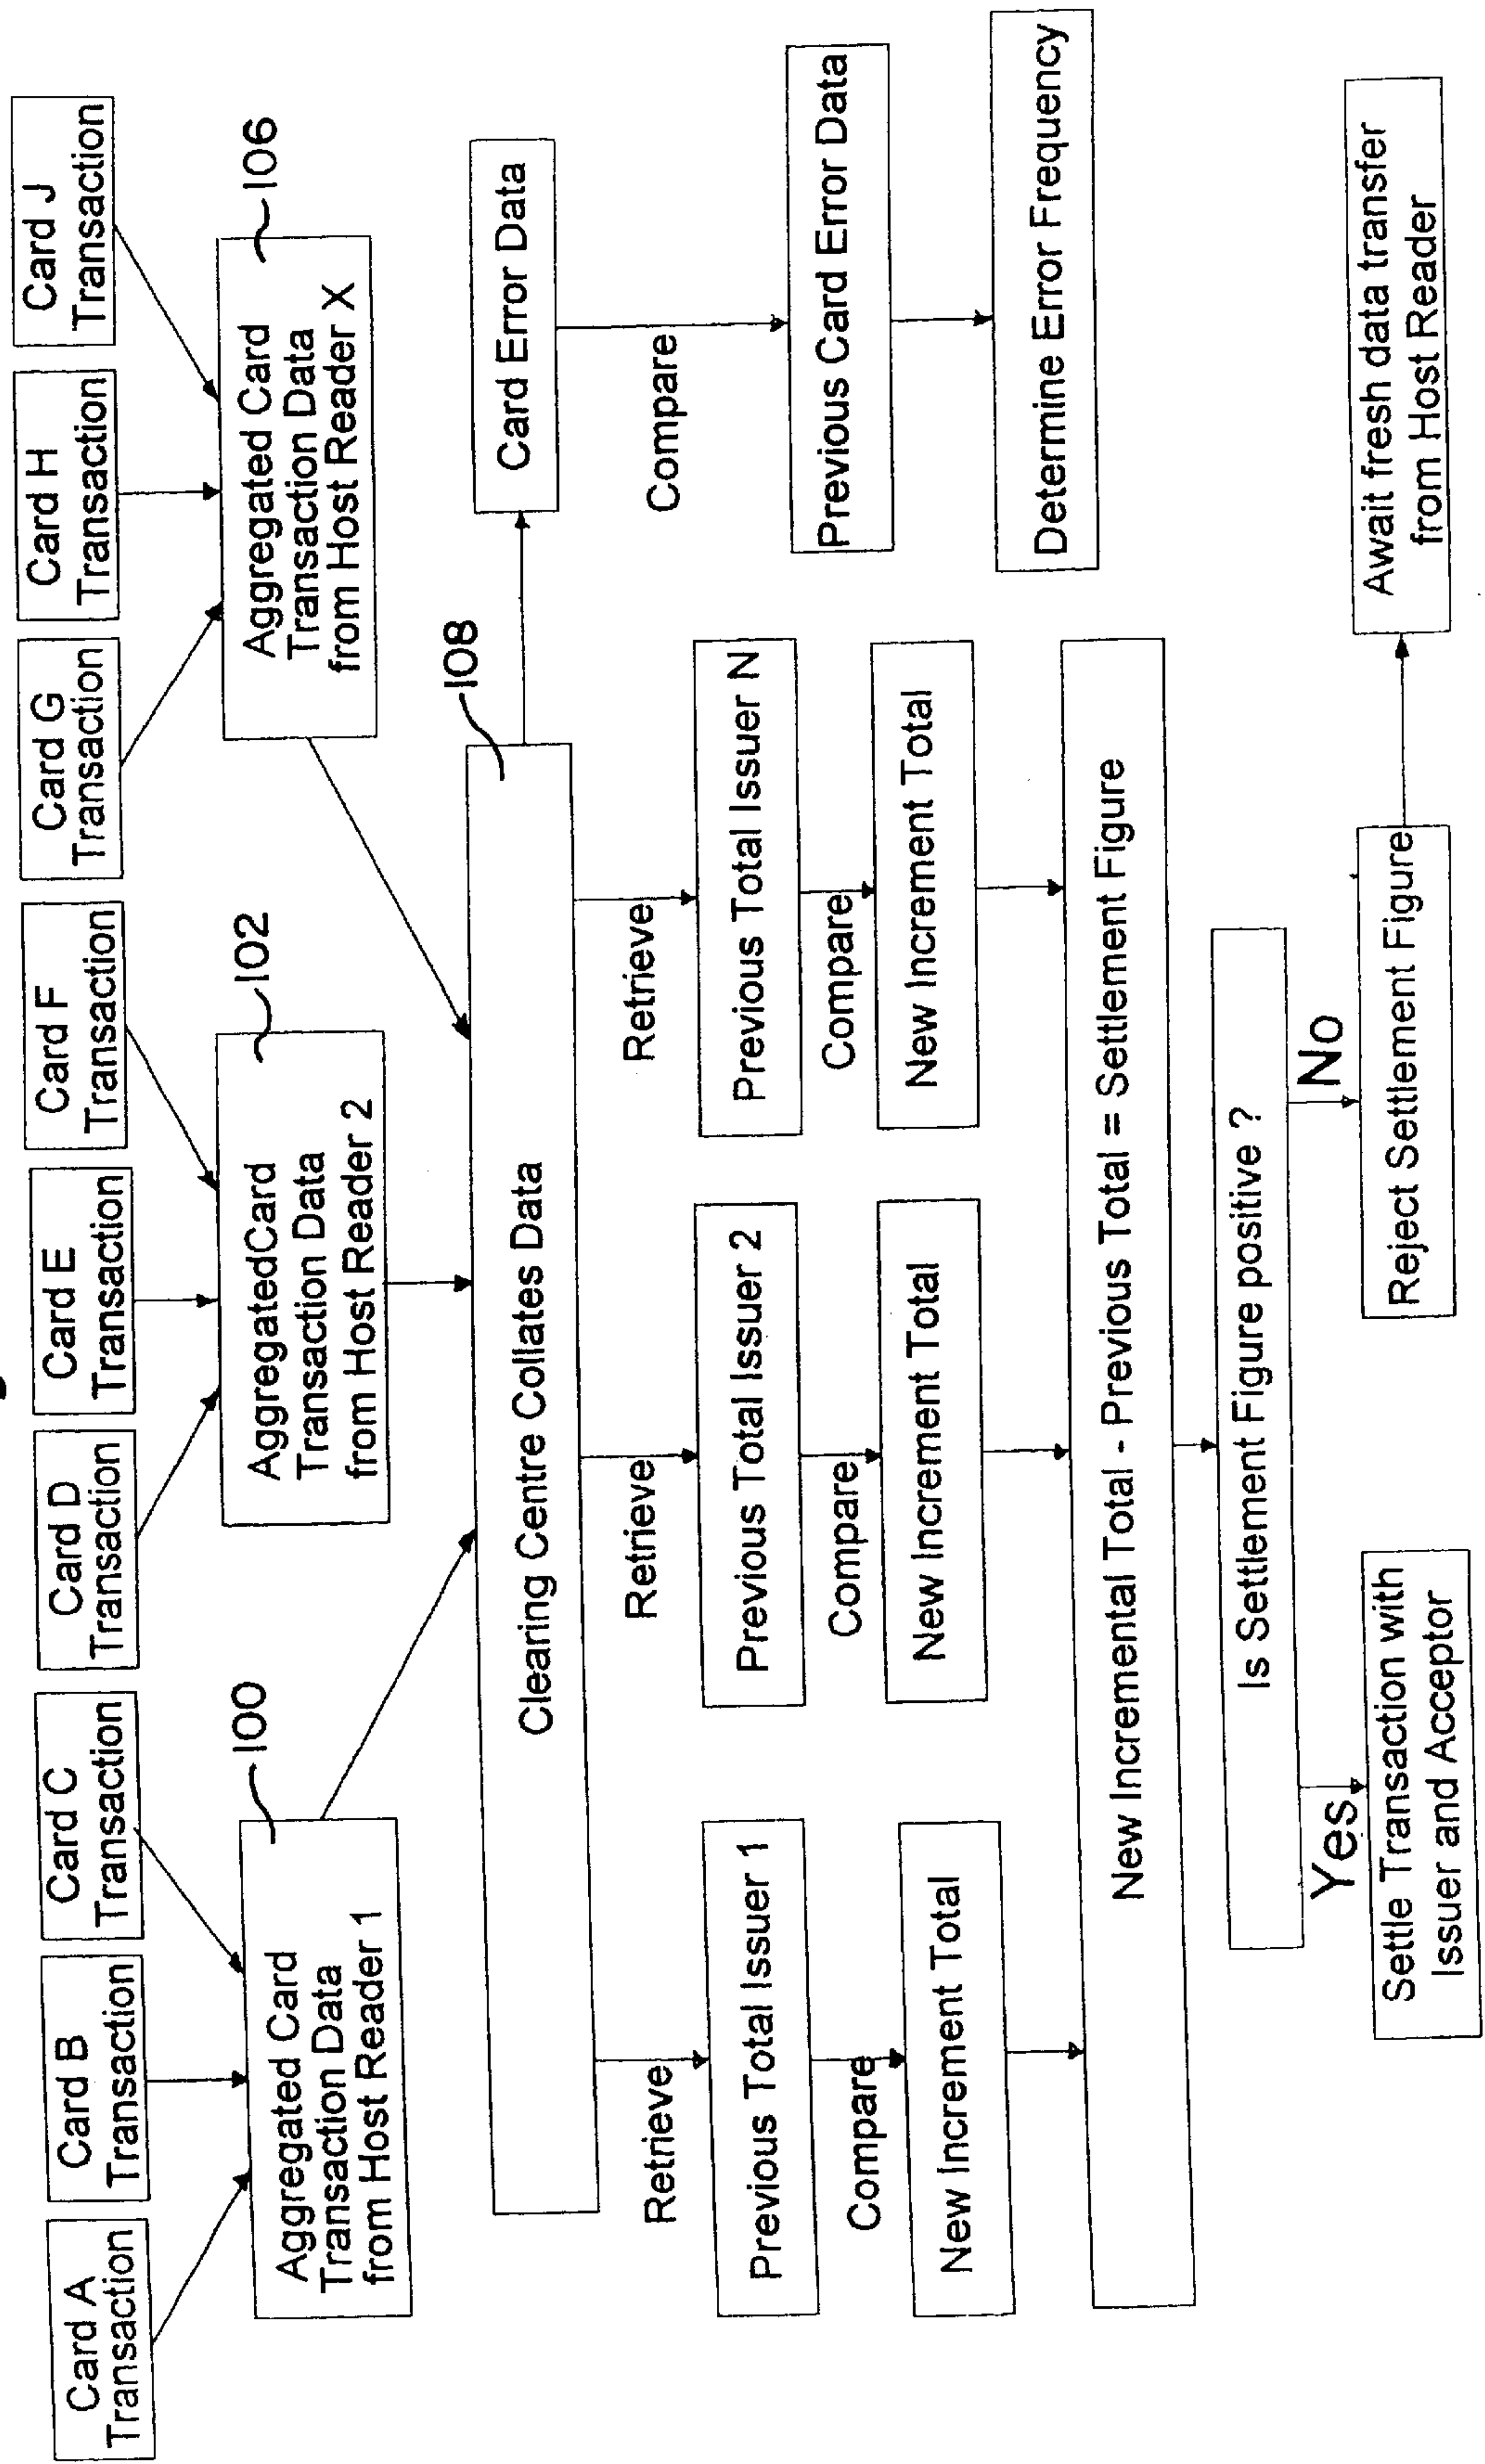 Card A
Transaction
Card B
Transaction
Card C
Transaction
Card D
Transaction
Card E
Transaction
Card F
Transaction
Card G
Transaction
Card H
Transaction
Card J
Transaction
100
102
106
Aggregated Card
Transaction Data
from Host Reader 1
AggregatedCard
Transaction Data
from Host Reader 2
Aggregated Card
Transaction Data
from Host Reader X
108
Clearing Centre Collates Data
Card Error Data
Retrieve
Retrieve
Retrieve
Compare
Previous Total Issuer 1
Previous Total Issuer 2
Previous Total Issuer N
Previous Card Error Data
Compare
Compare
Compare
New Increment Total
New Increment Total
New Increment Total
Determine Error Frequency
New Incremental Total - Previous Total = Settlement Figure
Is Settlement Figure positive ?
Yes
No
Settle Transaction with
Issuer and Acceptor
Reject Settlement Figure
Await fresh data transfer
from Host Reader